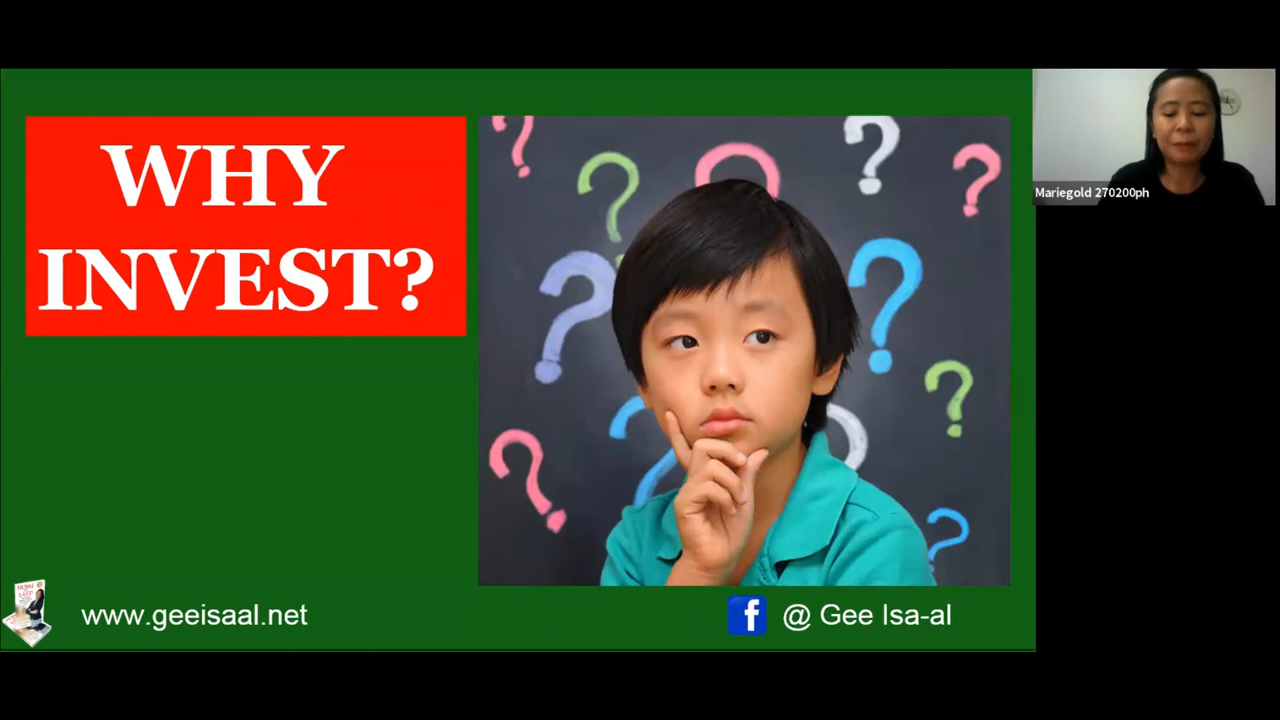 WHY
INVEST?
Mariegold 270200ph
www.geeisaal.net
f @ Gee Isa-al